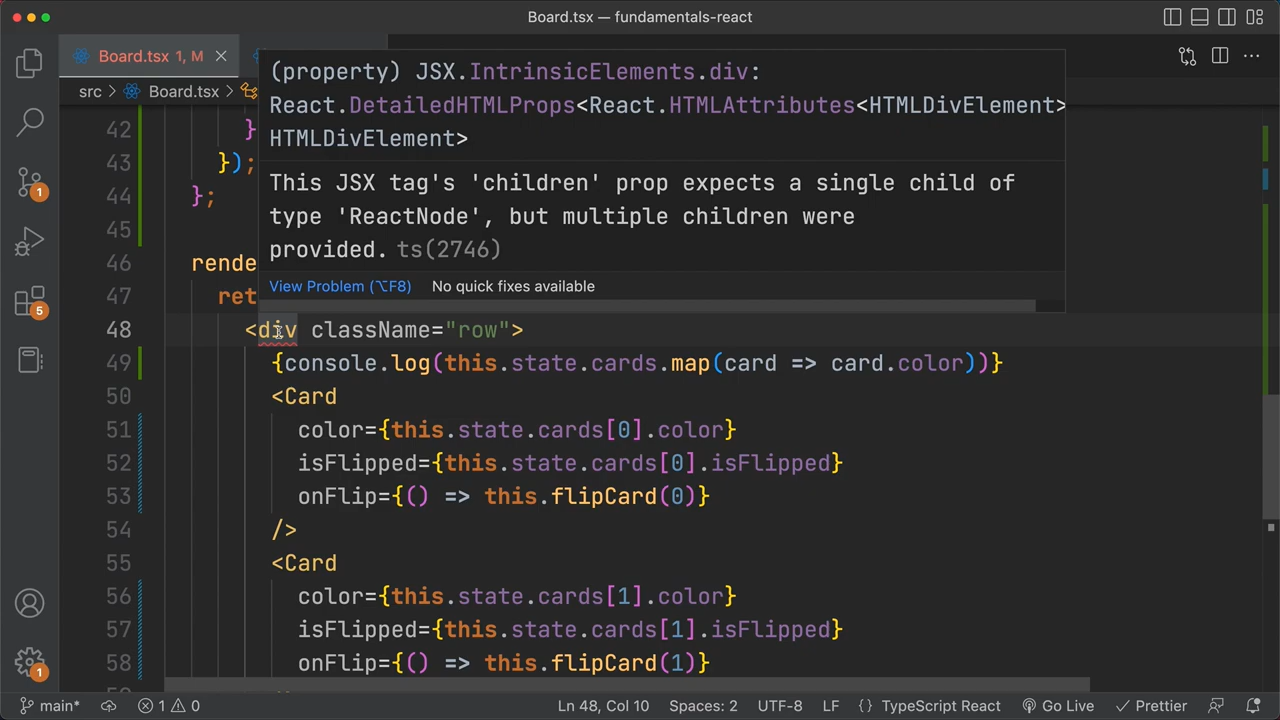 Board.tsx — fundamentals-react
Board.tsx 1, M
src > Board.tsx >
(property) JSX.IntrinsicElements.div:
React.DetailedHTMLProps<React.HTMLAttributes<HTMLDivElement>
HTMLDivElement>
This JSX tag's 'children' prop expects a single child of
type 'ReactNode', but multiple children were
provided. ts(2746)
View Problem (⌥F8) No quick fixes available
42 }
43 });
44 };
45
46 rende
47 ret
48 <div className="row">
49 {console.log(this.state.cards.map(card => card.color))}
50 <Card
51 color={this.state.cards[0].color}
52 isFlipped={this.state.cards[0].isFlipped}
53 onFlip={() => this.flipCard(0)}
54 />
55 <Card
56 color={this.state.cards[1].color}
57 isFlipped={this.state.cards[1].isFlipped}
58 onFlip={() => this.flipCard(1)}
1
5
1
main* 1 0 Ln 48, Col 10 Spaces: 2 UTF-8 LF {} TypeScript React Go Live Prettier